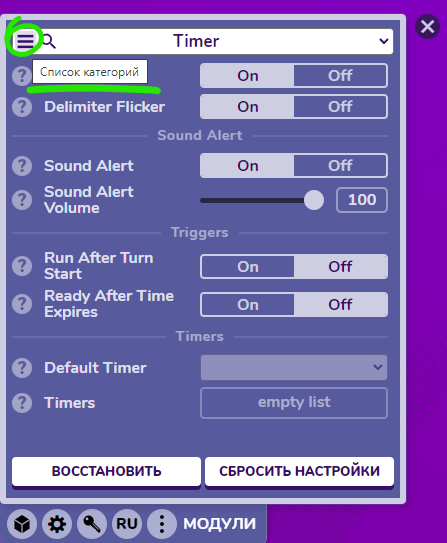 Timer
Список категорий
On Off
Delimiter Flicker On Off
Sound Alert
Sound Alert On Off
Sound Alert
Volume 100
Triggers
Run After Turn
Start On Off
Ready After Time
Expires On Off
Timers
Default Timer
Timers empty list
ВОССТАНОВИТЬ СБРОСИТЬ НАСТРОЙКИ
RU МОДУЛИ